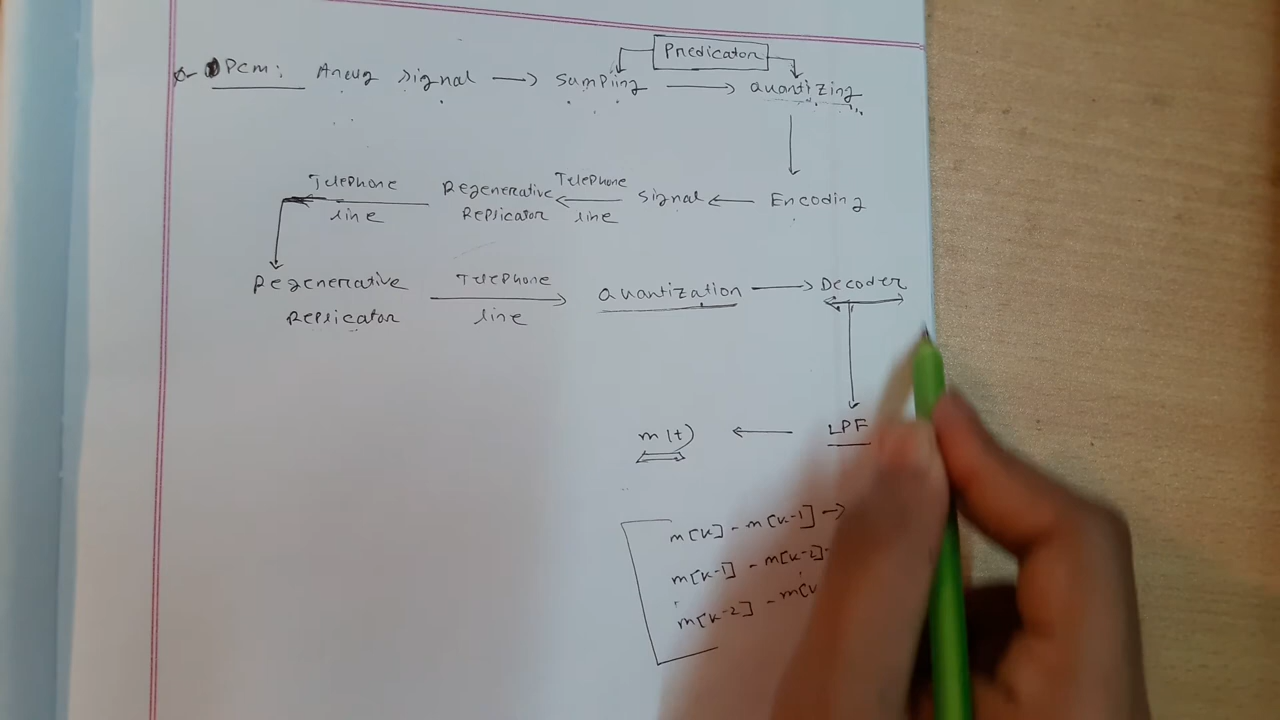 Predicator
PCM: Analog signal → Sampling → Quantizing
Telephone line ← Regenerative Replicator ← Telephone line Signal ← Encoding
Regenerative Replicator Telephone line → Quantization → Decoder
m(t) ← LPF
m[k] - m[k-1] →
m[k-1] - m[k-2] -
m[k-2] - m(